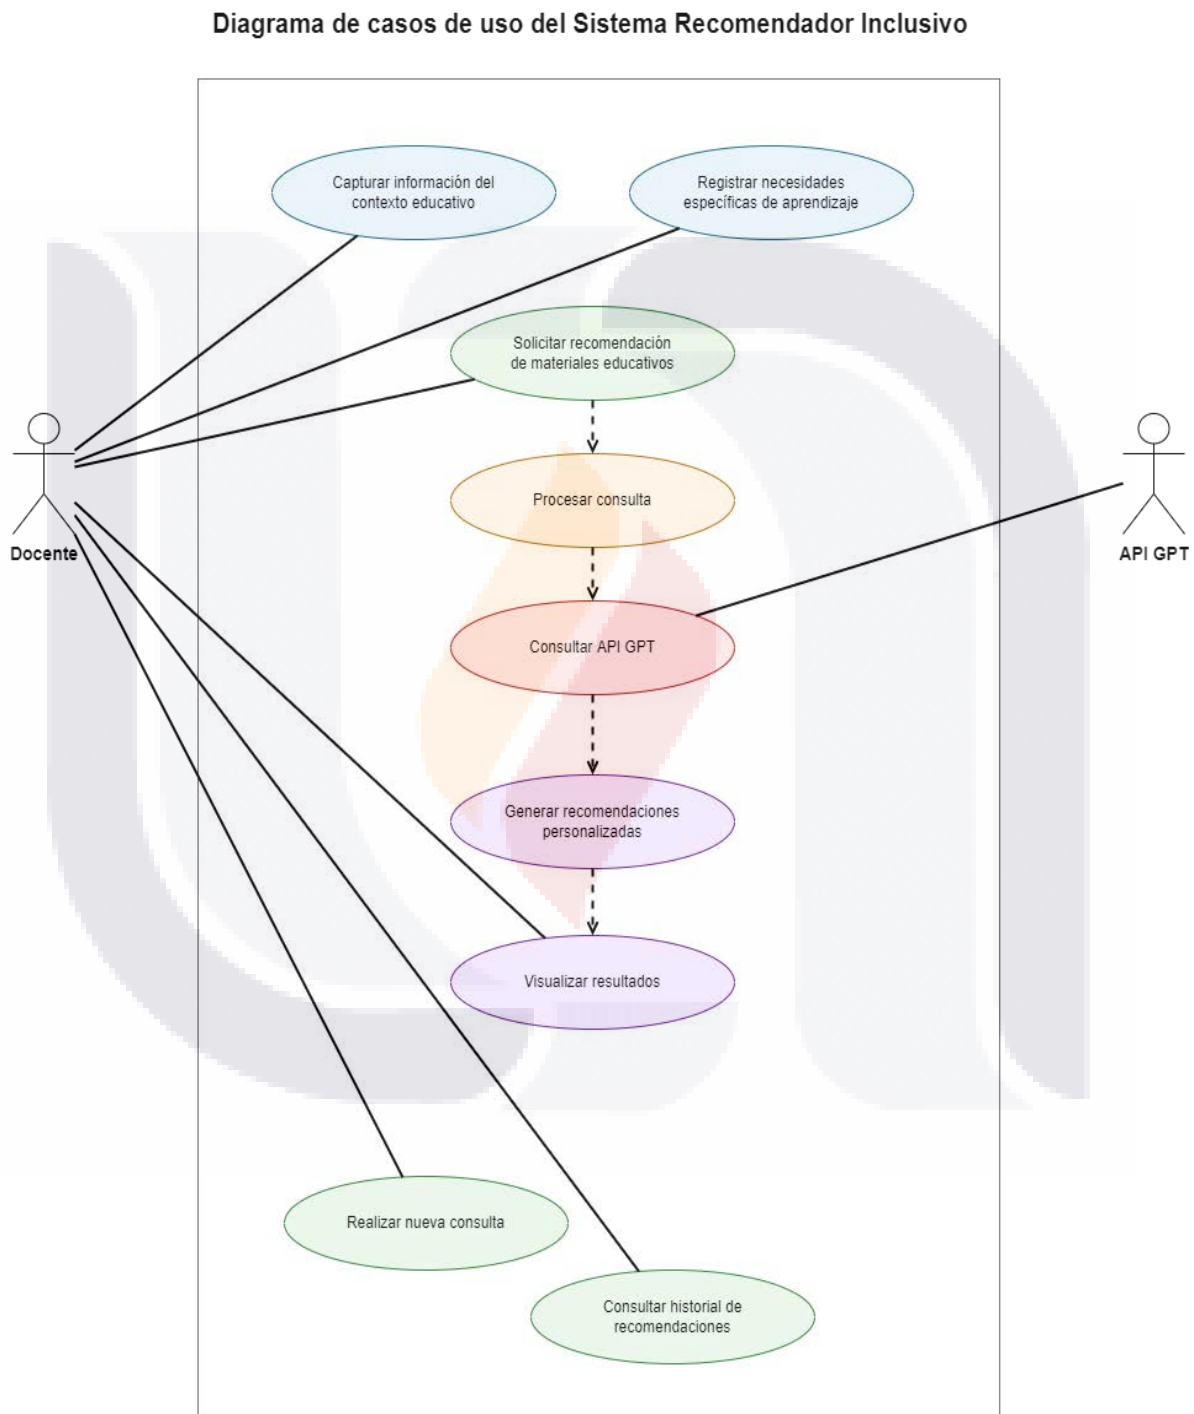 Diagrama de casos de uso del Sistema Recomendador Inclusivo
Capturar información del
contexto educativo
Registrar necesidades
específicas de aprendizaje
Solicitar recomendación
de materiales educativos
Procesar consulta
Docente
API GPT
Consultar API GPT
Generar recomendaciones
personalizadas
Visualizar resultados
Realizar nueva consulta
Consultar historial de
recomendaciones